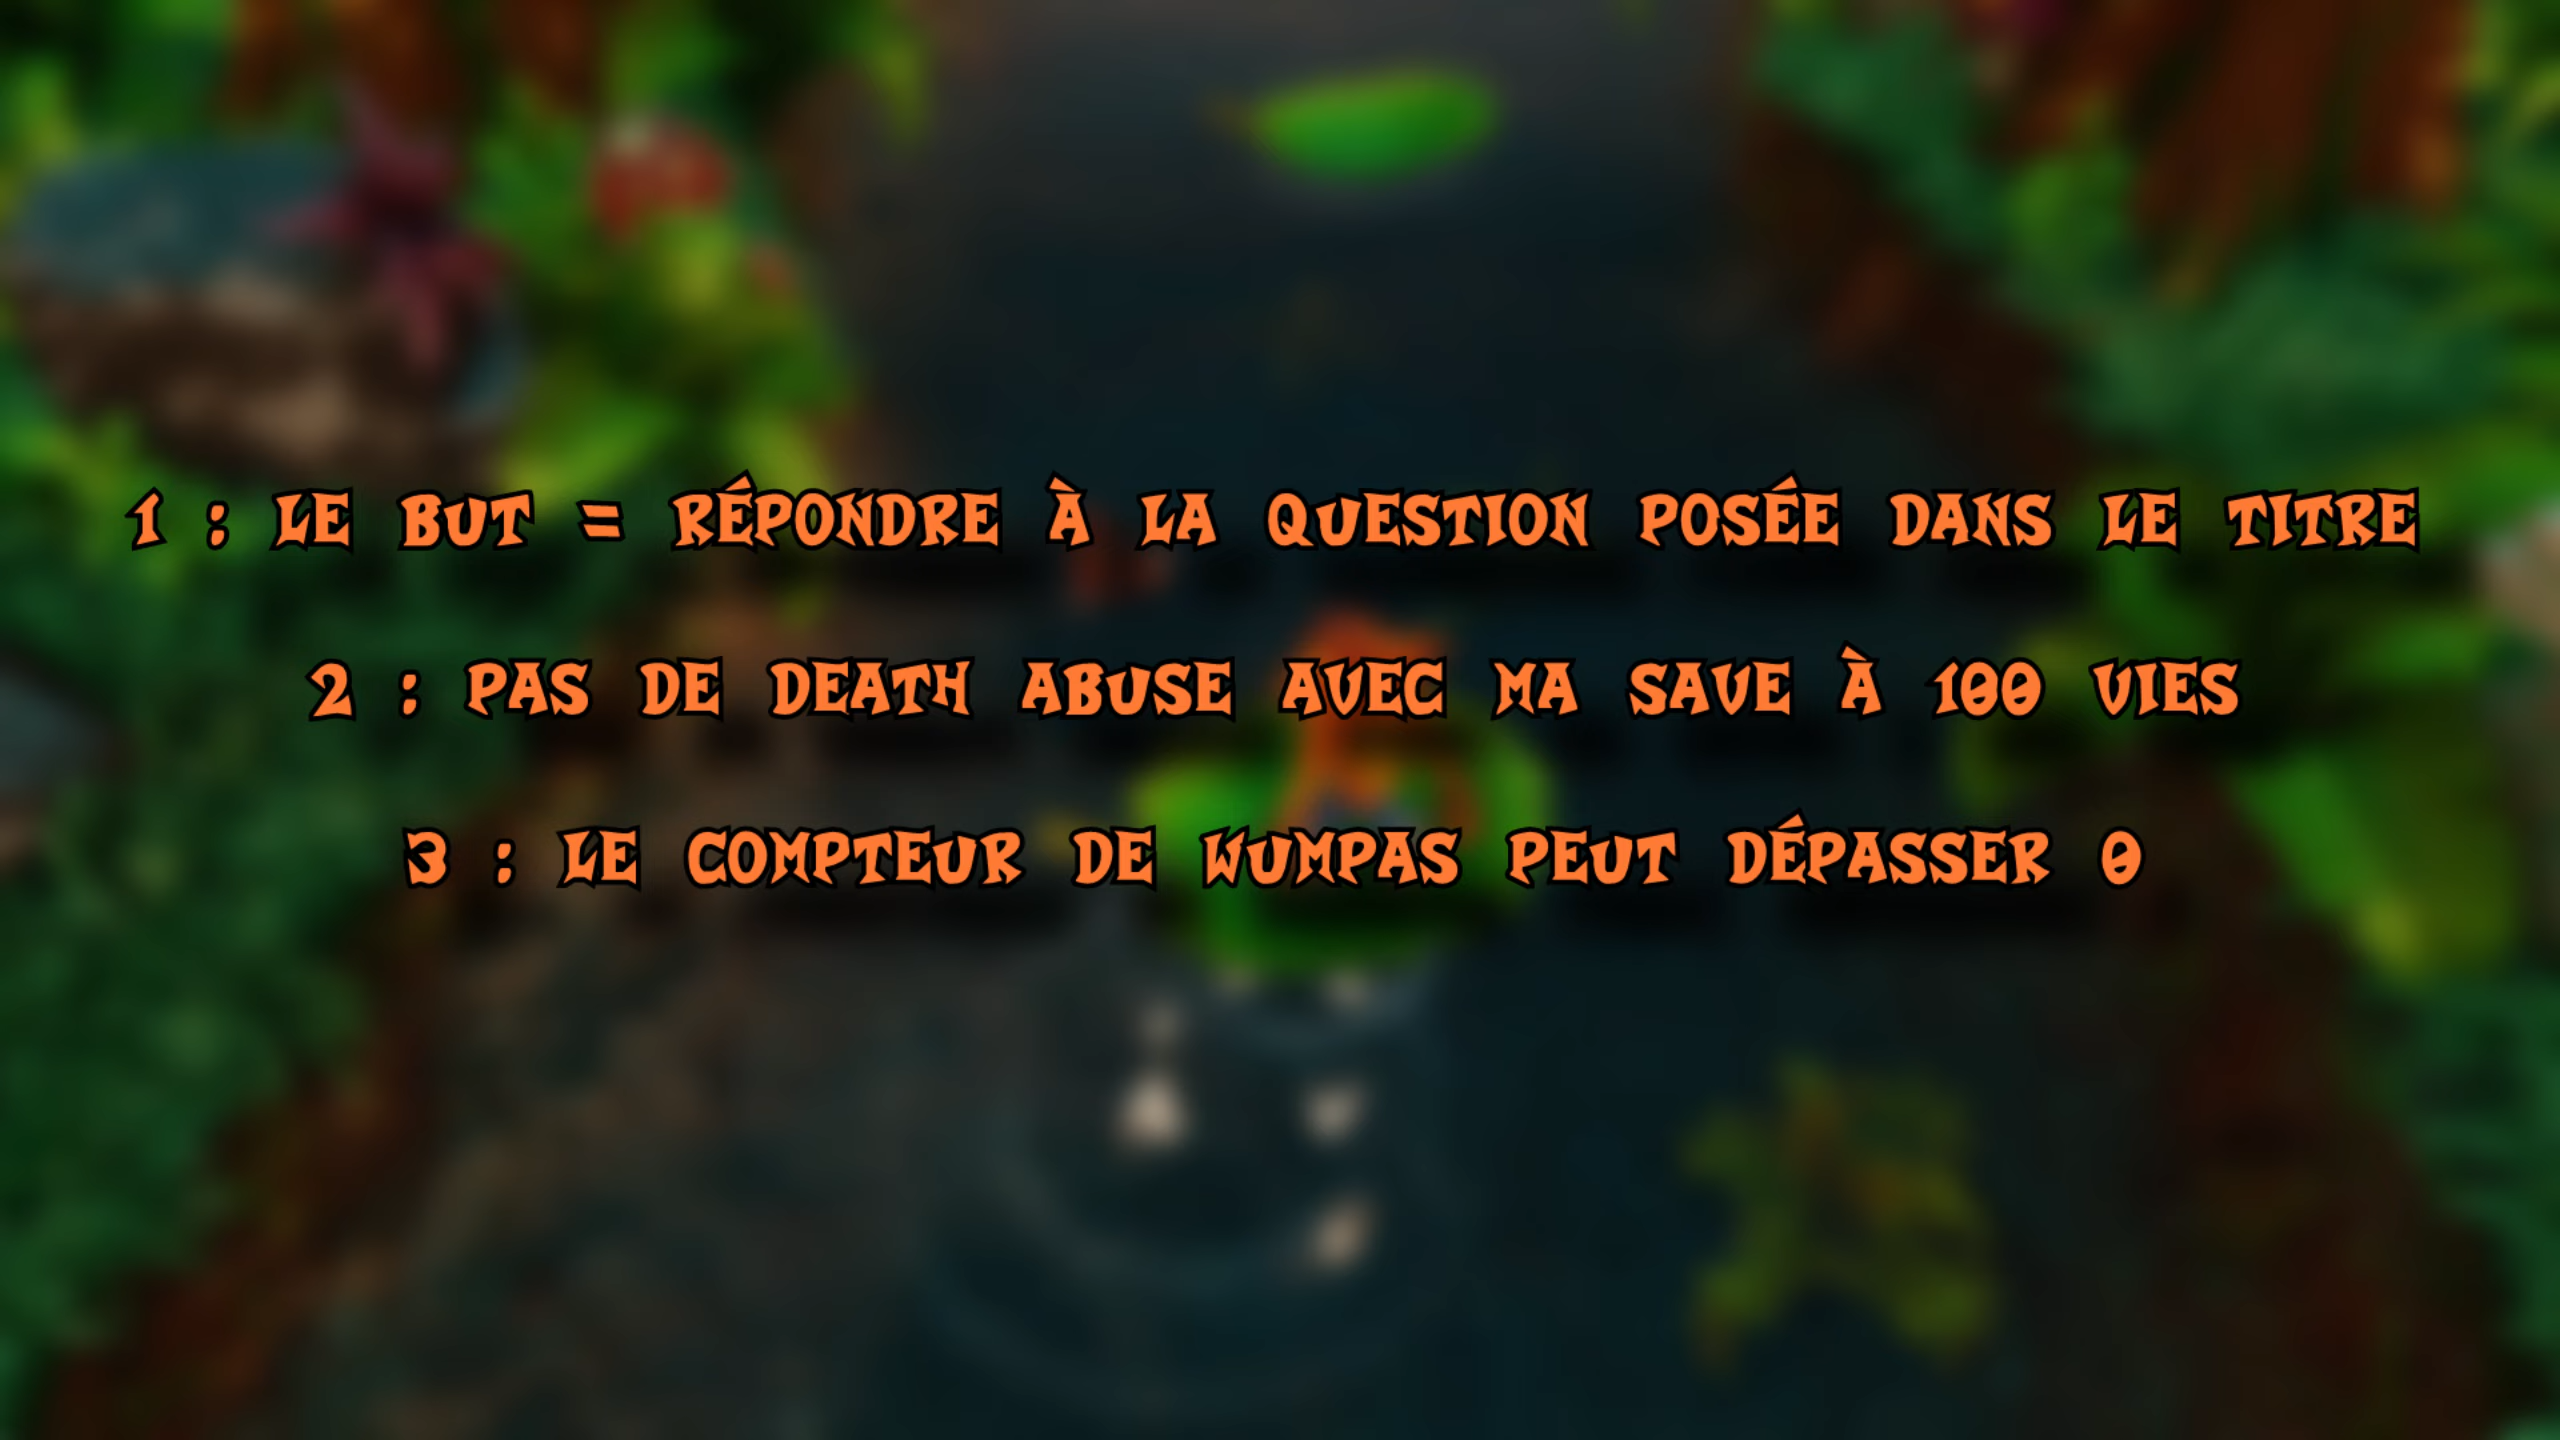 1 : LE BUT = RÉPONDRE À LA QUESTION POSÉE DANS LE TITRE
2 : PAS DE DEATH ABUSE AVEC MA SAVE À 100 VIES
3 : LE COMPTEUR DE WUMPAS PEUT DÉPASSER 0